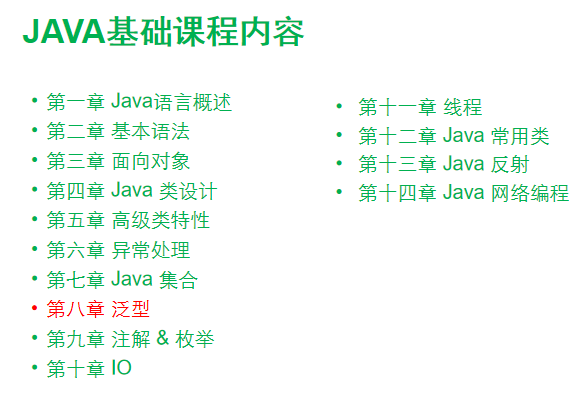 JAVA基础课程内容
• 第一章 Java语言概述
• 第二章 基本语法
• 第三章 面向对象
• 第四章 Java 类设计
• 第五章 高级类特性
• 第六章 异常处理
• 第七章 Java 集合
• 第八章 泛型
• 第九章 注解 & 枚举
• 第十章 IO
• 第十一章 线程
• 第十二章 Java 常用类
• 第十三章 Java 反射
• 第十四章 Java 网络编程